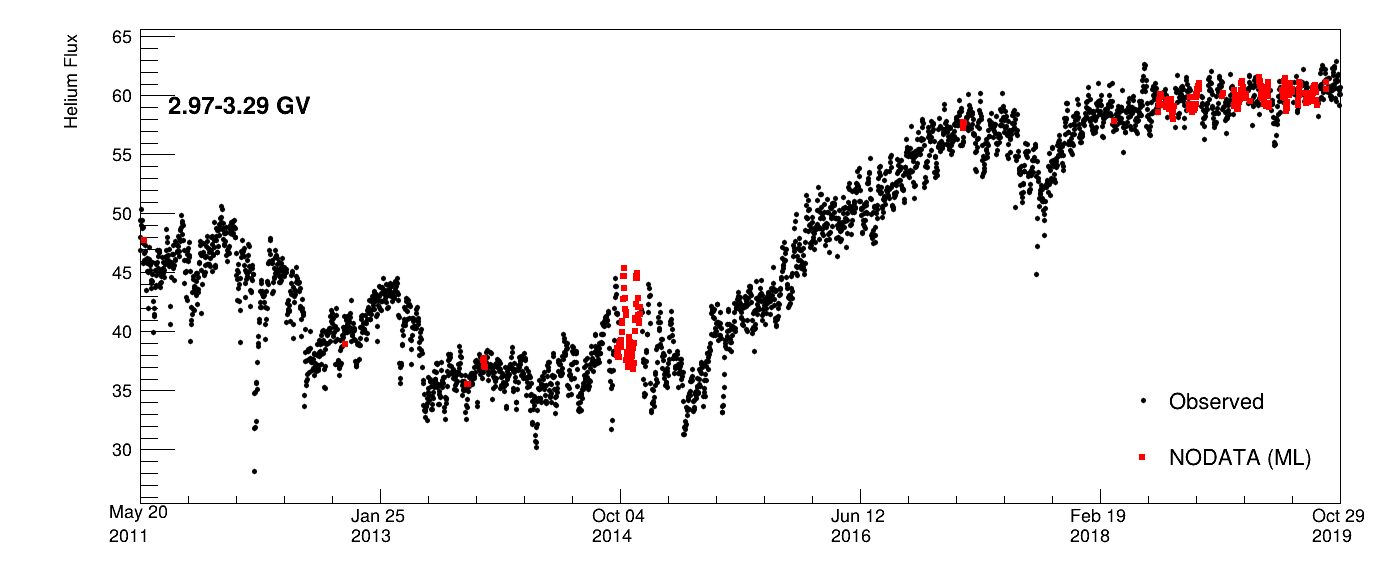 Helium Flux
65
60
55
50
45
40
35
30
2.97-3.29 GV
Observed
NODATA (ML)
May 20
2011
Jan 25
2013
Oct 04
2014
Jun 12
2016
Feb 19
2018
Oct 29
2019